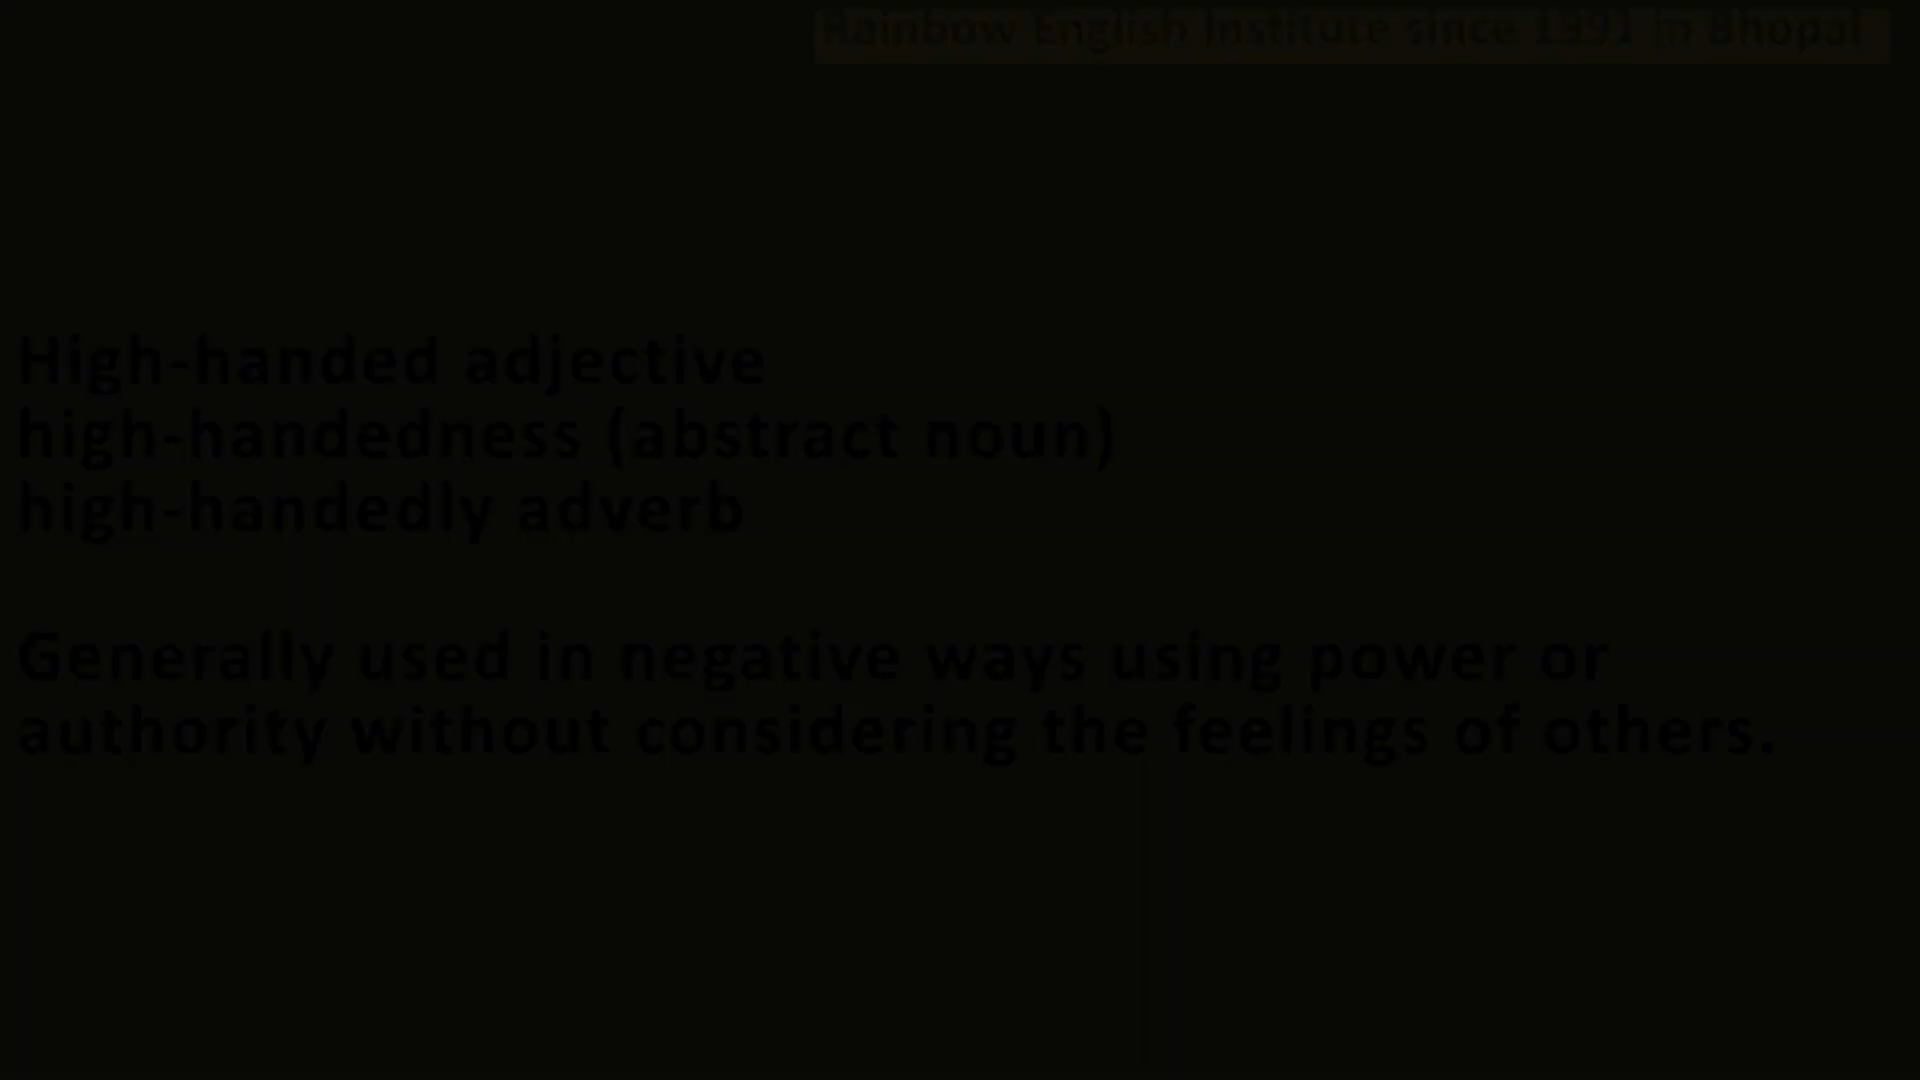 Rainbow English Institute since 1991 in Bhopal
High-handed adjective
high-handedness (abstract noun)
high-handedly adverb
Generally used in negative ways using power or
authority without considering the feelings of others.